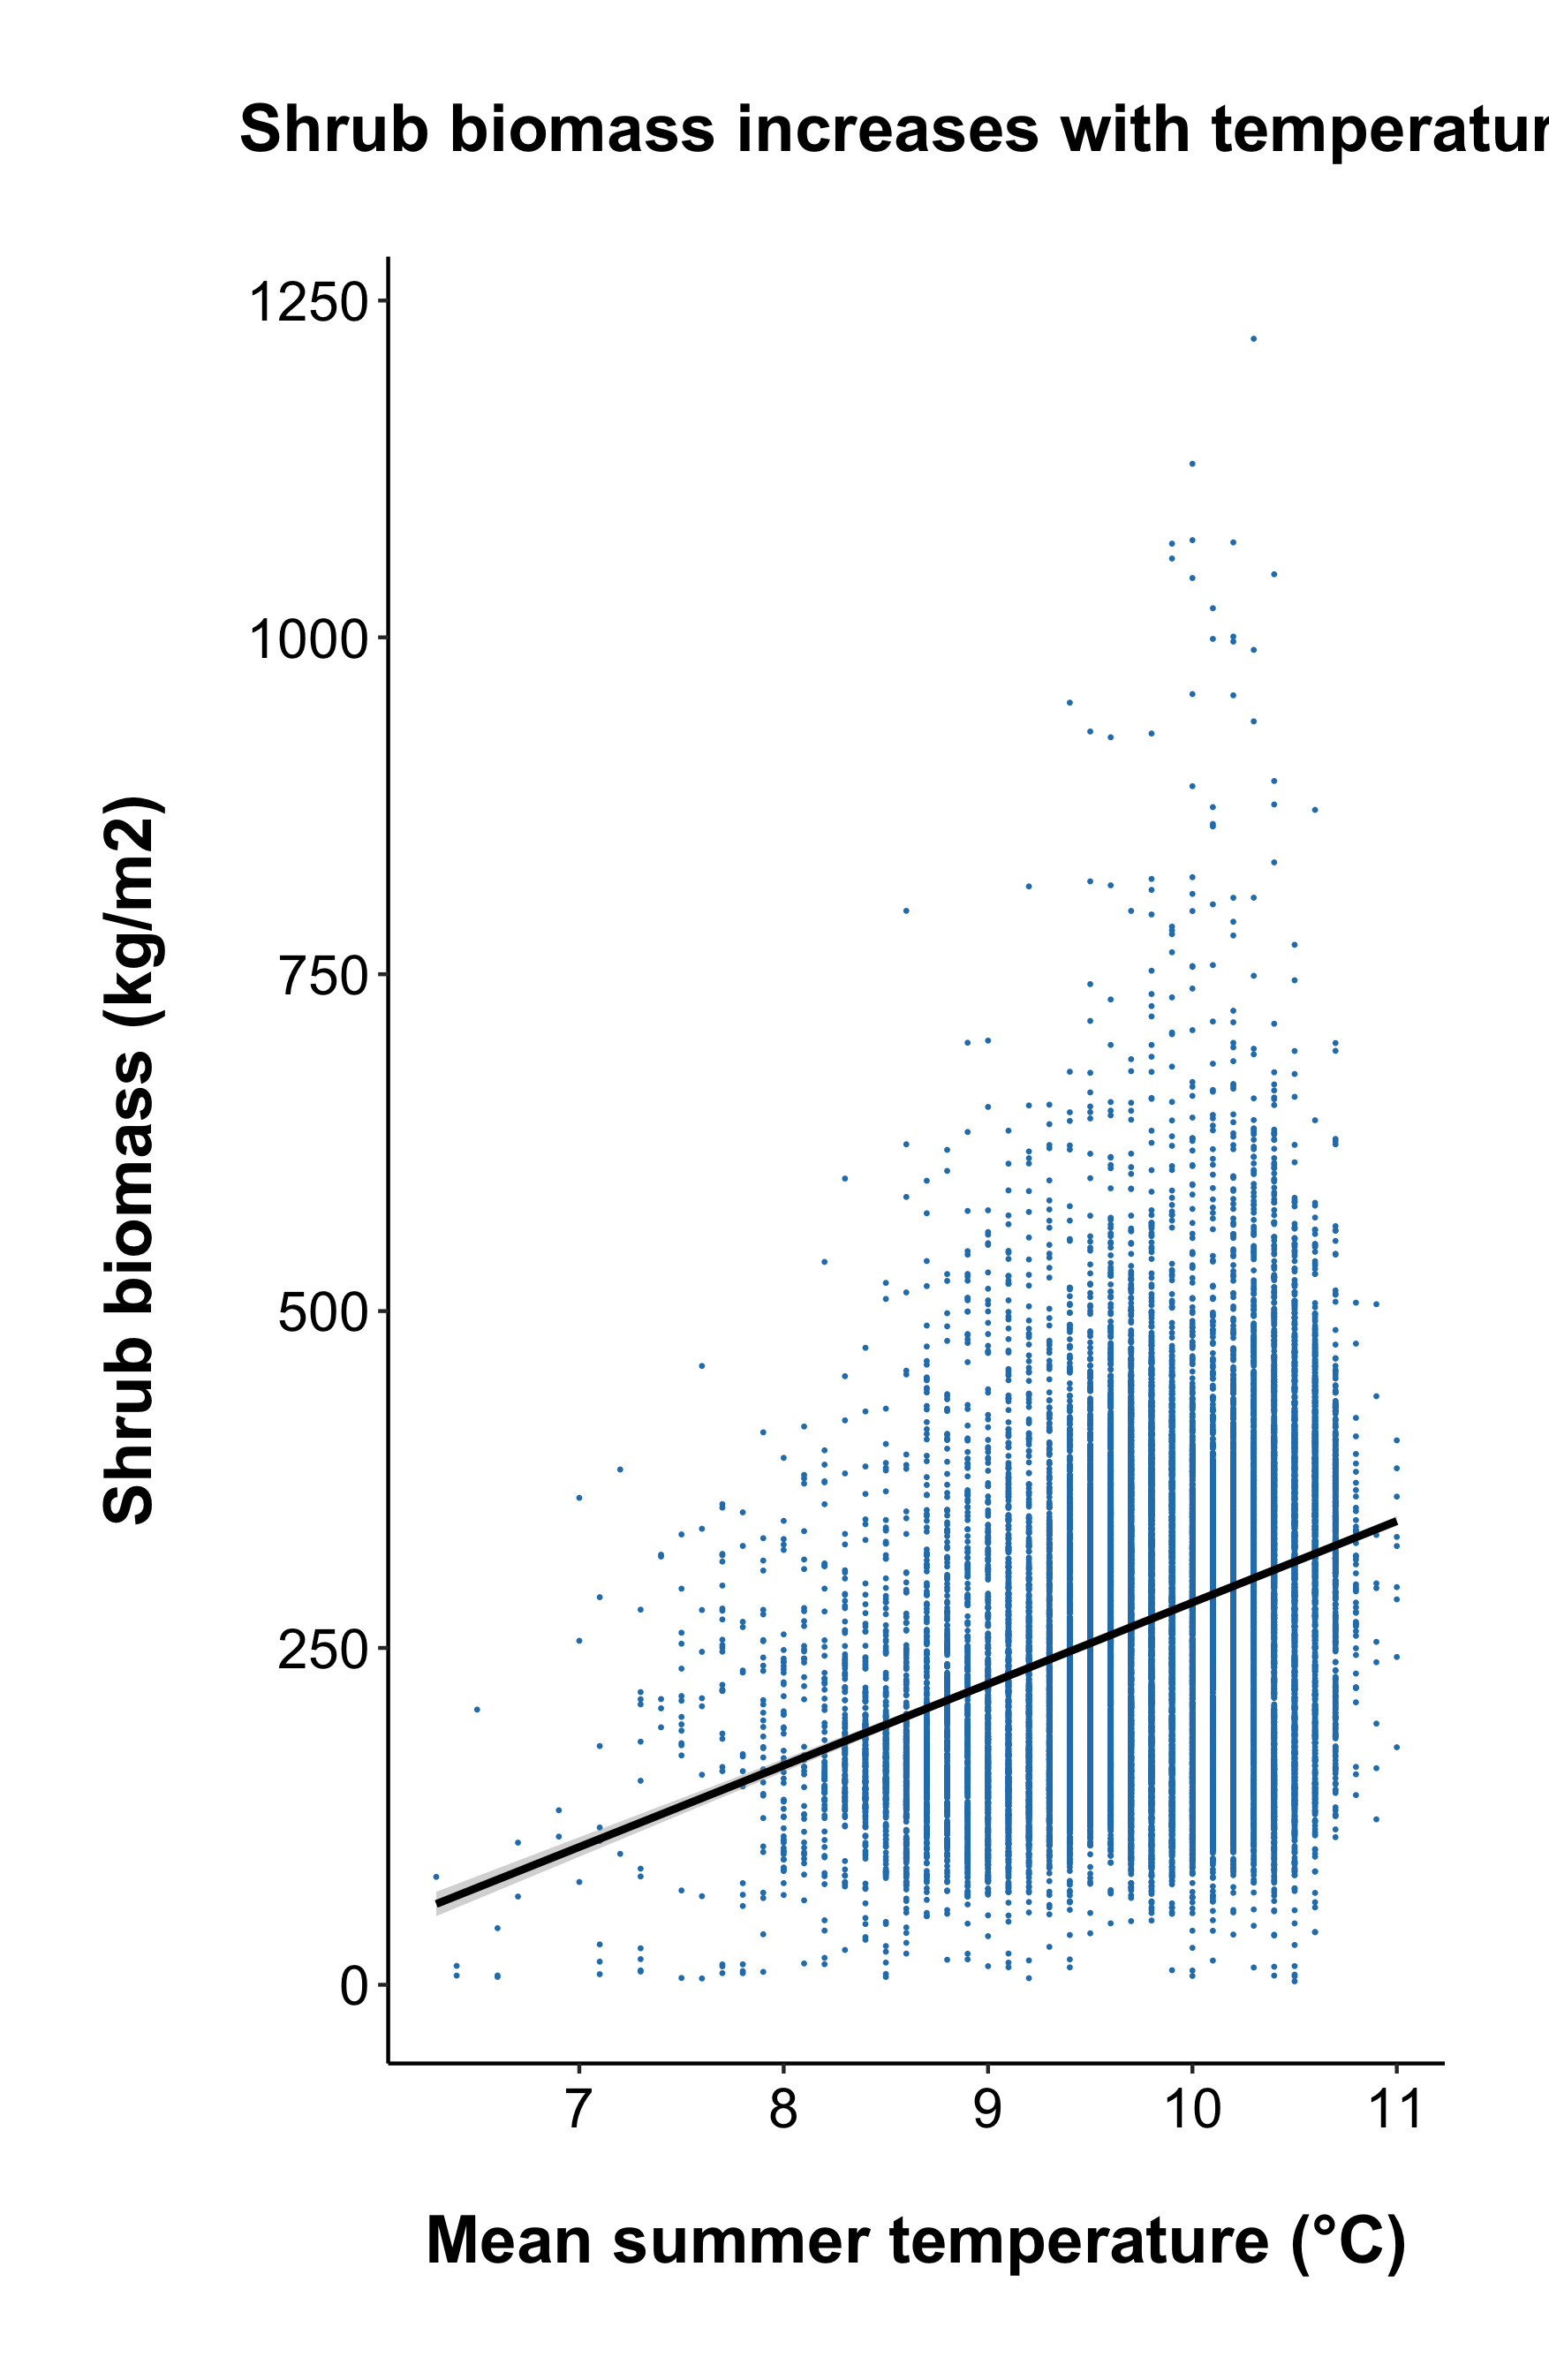 Shrub biomass increases with temperatur
1250
1000
750
500
250
0
Shrub biomass (kg/m2)
7 8 9 10 11
Mean summer temperature (°C)